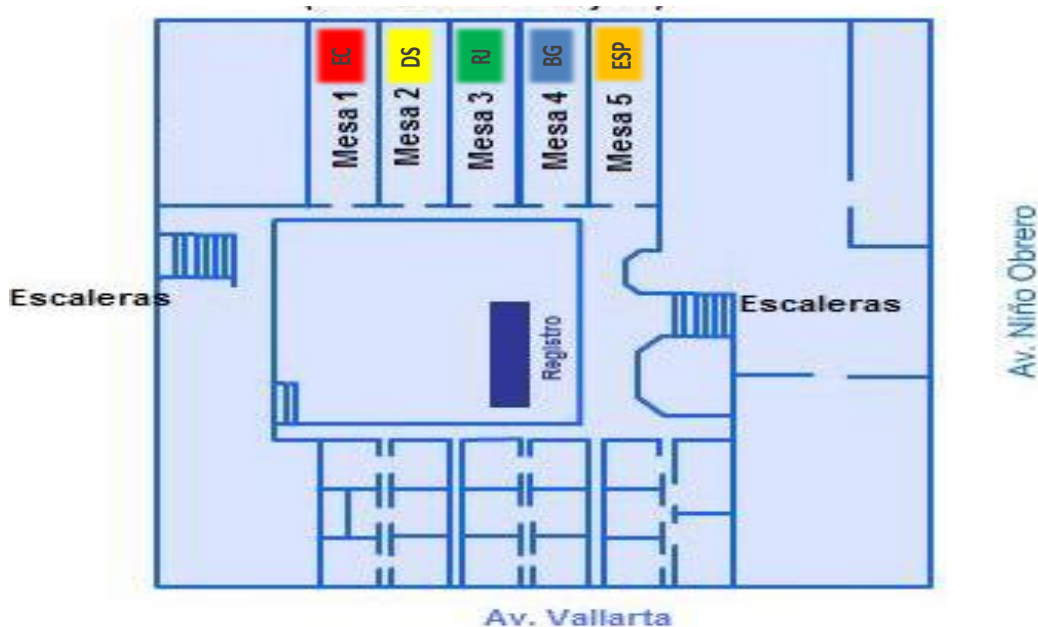 EC
DS
RJ
BG
ESP
Mesa 1
Mesa 2
Mesa 3
Mesa 4
Mesa 5
Escaleras
Escaleras
Registro
Av. Niño Obrero
Av. Vallarta